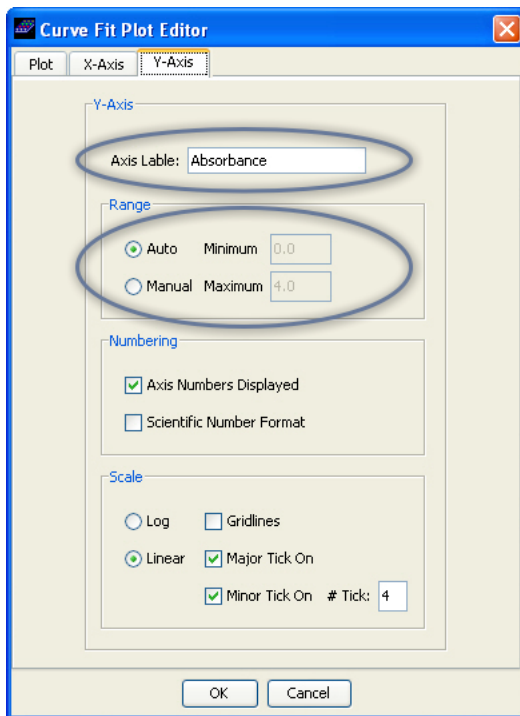 Curve Fit Plot Editor
Plot X-Axis Y-Axis
Y-Axis
Axis Lable: Absorbance
Range
Auto Minimum 0.0
Manual Maximum 4.0
Numbering
Axis Numbers Displayed
Scientific Number Format
Scale
Log Gridlines
Linear Major Tick On
Minor Tick On # Tick: 4
OK Cancel